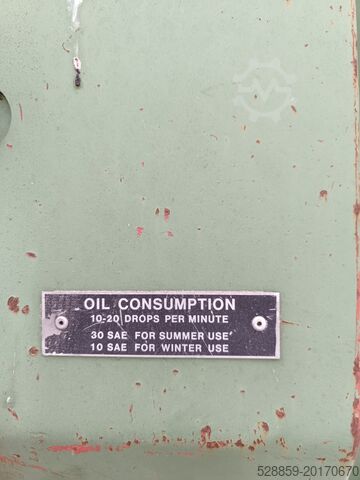 OIL CONSUMPTION
10-20 DROPS PER MINUTE
30 SAE FOR SUMMER USE
10 SAE FOR WINTER USE
528859-20170670